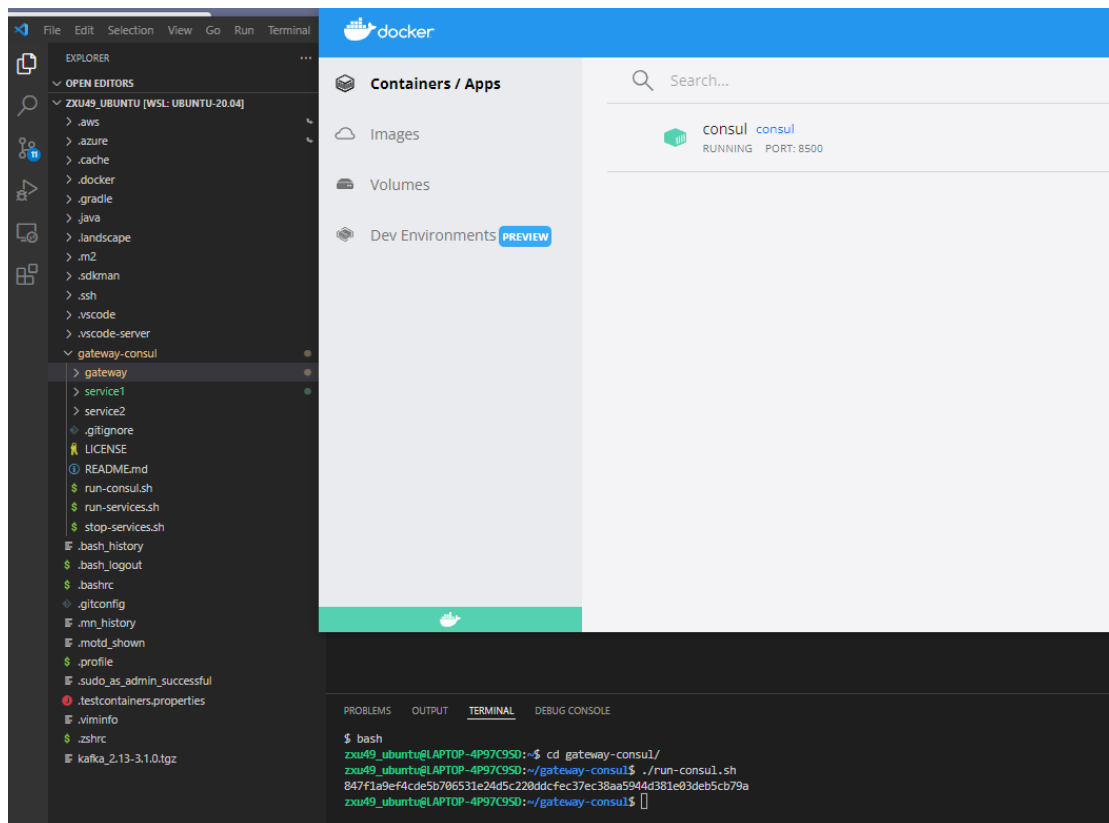 File Edit Selection View Go Run Terminal
EXPLORER
OPEN EDITORS
ZXU49_UBUNTU [WSL: UBUNTU-20.04]
.aws
.azure
.cache
.docker
.gradle
.java
.landscape
.m2
.sdkman
.ssh
.vscode
.vscode-server
gateway-consul
gateway
service1
service2
.gitignore
LICENSE
README.md
$ run-consul.sh
$ run-services.sh
$ stop-services.sh
.bash_history
$ .bash_logout
$ .bashrc
.gitconfig
.mn_history
.motd_shown
$ .profile
.sudo_as_admin_successful
.testcontainers.properties
.viminfo
$ .zshrc
kafka_2.13-3.1.0.tgz
11
docker
Containers / Apps
Images
Volumes
Dev Environments PREVIEW
Search...
consul consul
RUNNING PORT: 8500
PROBLEMS OUTPUT TERMINAL DEBUG CONSOLE
$ bash
zxu49_ubuntu@LAPTOP-4P97C9SD:~$ cd gateway-consul/
zxu49_ubuntu@LAPTOP-4P97C9SD:~/gateway-consul$ ./run-consul.sh
847f1a9ef4cde5b706531e24d5c220ddcfec37ec38aa5944d381e03deb5cb79a
zxu49_ubuntu@LAPTOP-4P97C9SD:~/gateway-consul$